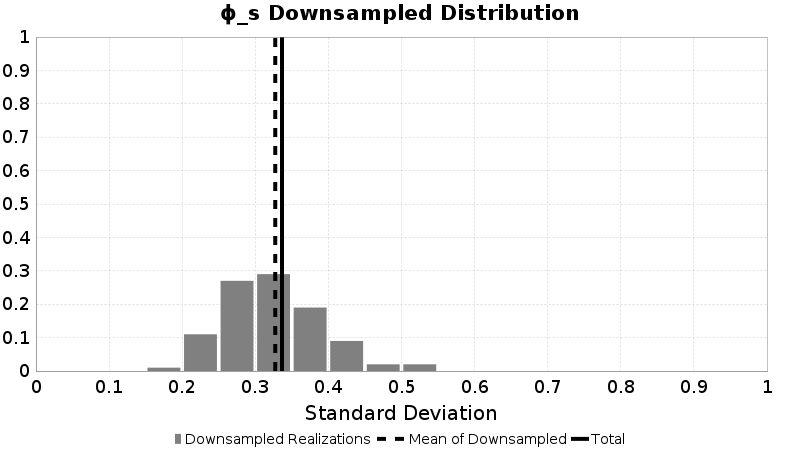 ϕ_s Downsampled Distribution
1
0.9
0.8
0.7
0.6
0.5
0.4
0.3
0.2
0.1
0
0 0.1 0.2 0.3 0.4 0.5 0.6 0.7 0.8 0.9 1
Standard Deviation
Downsampled Realizations Mean of Downsampled Total